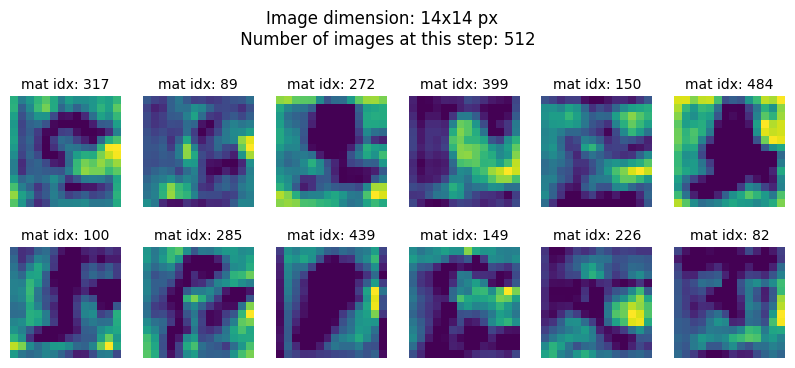 Image dimension: 14x14 px
Number of images at this step: 512
mat idx: 317
mat idx: 89
mat idx: 272
mat idx: 399
mat idx: 150
mat idx: 484
mat idx: 100
mat idx: 285
mat idx: 439
mat idx: 149
mat idx: 226
mat idx: 82